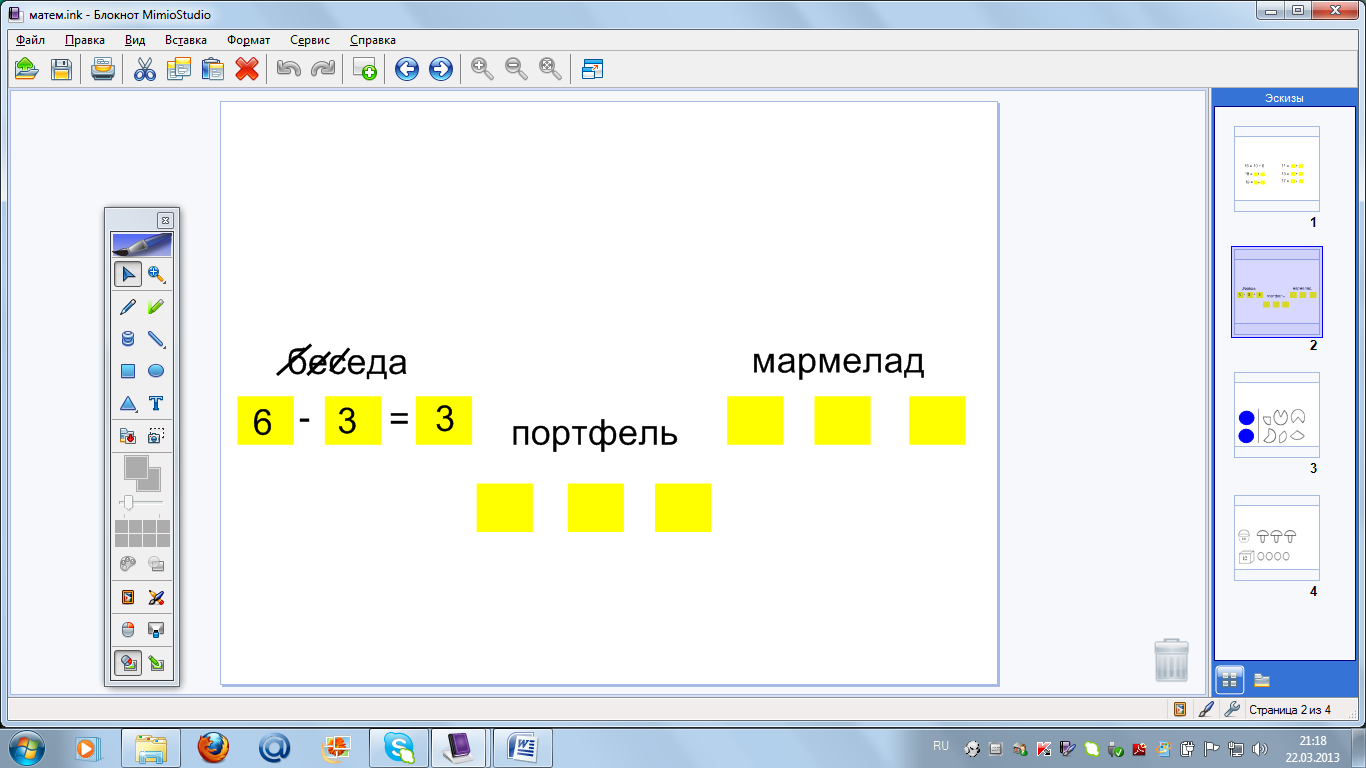 матем.ink - Блокнот MimioStudio
Файл Правка Вид Вставка Формат Сервис Справка
Эскизы
1
2
3
4
беседа
6 - 3 = 3
портфель
мармелад
Страница 2 из 4
RU
21:18
22.03.2013